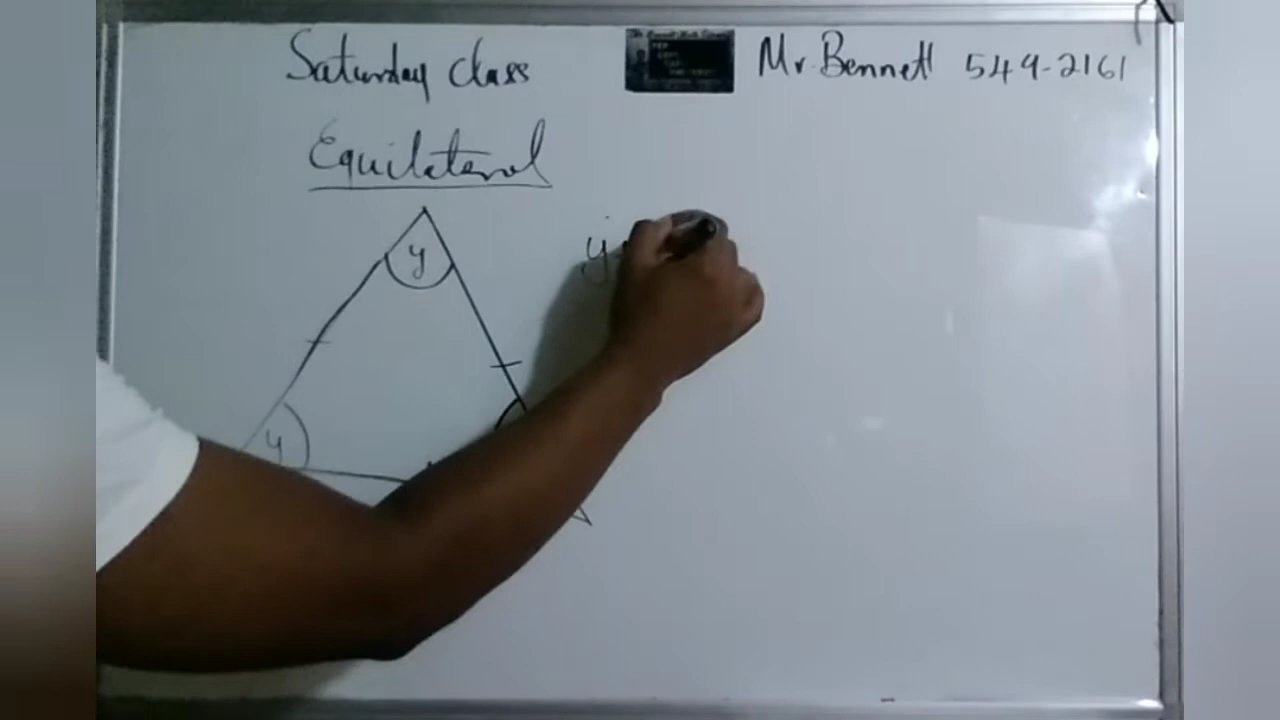 Saturday Class
Mr. Bennett 549-2161
Equilateral
y
y
y